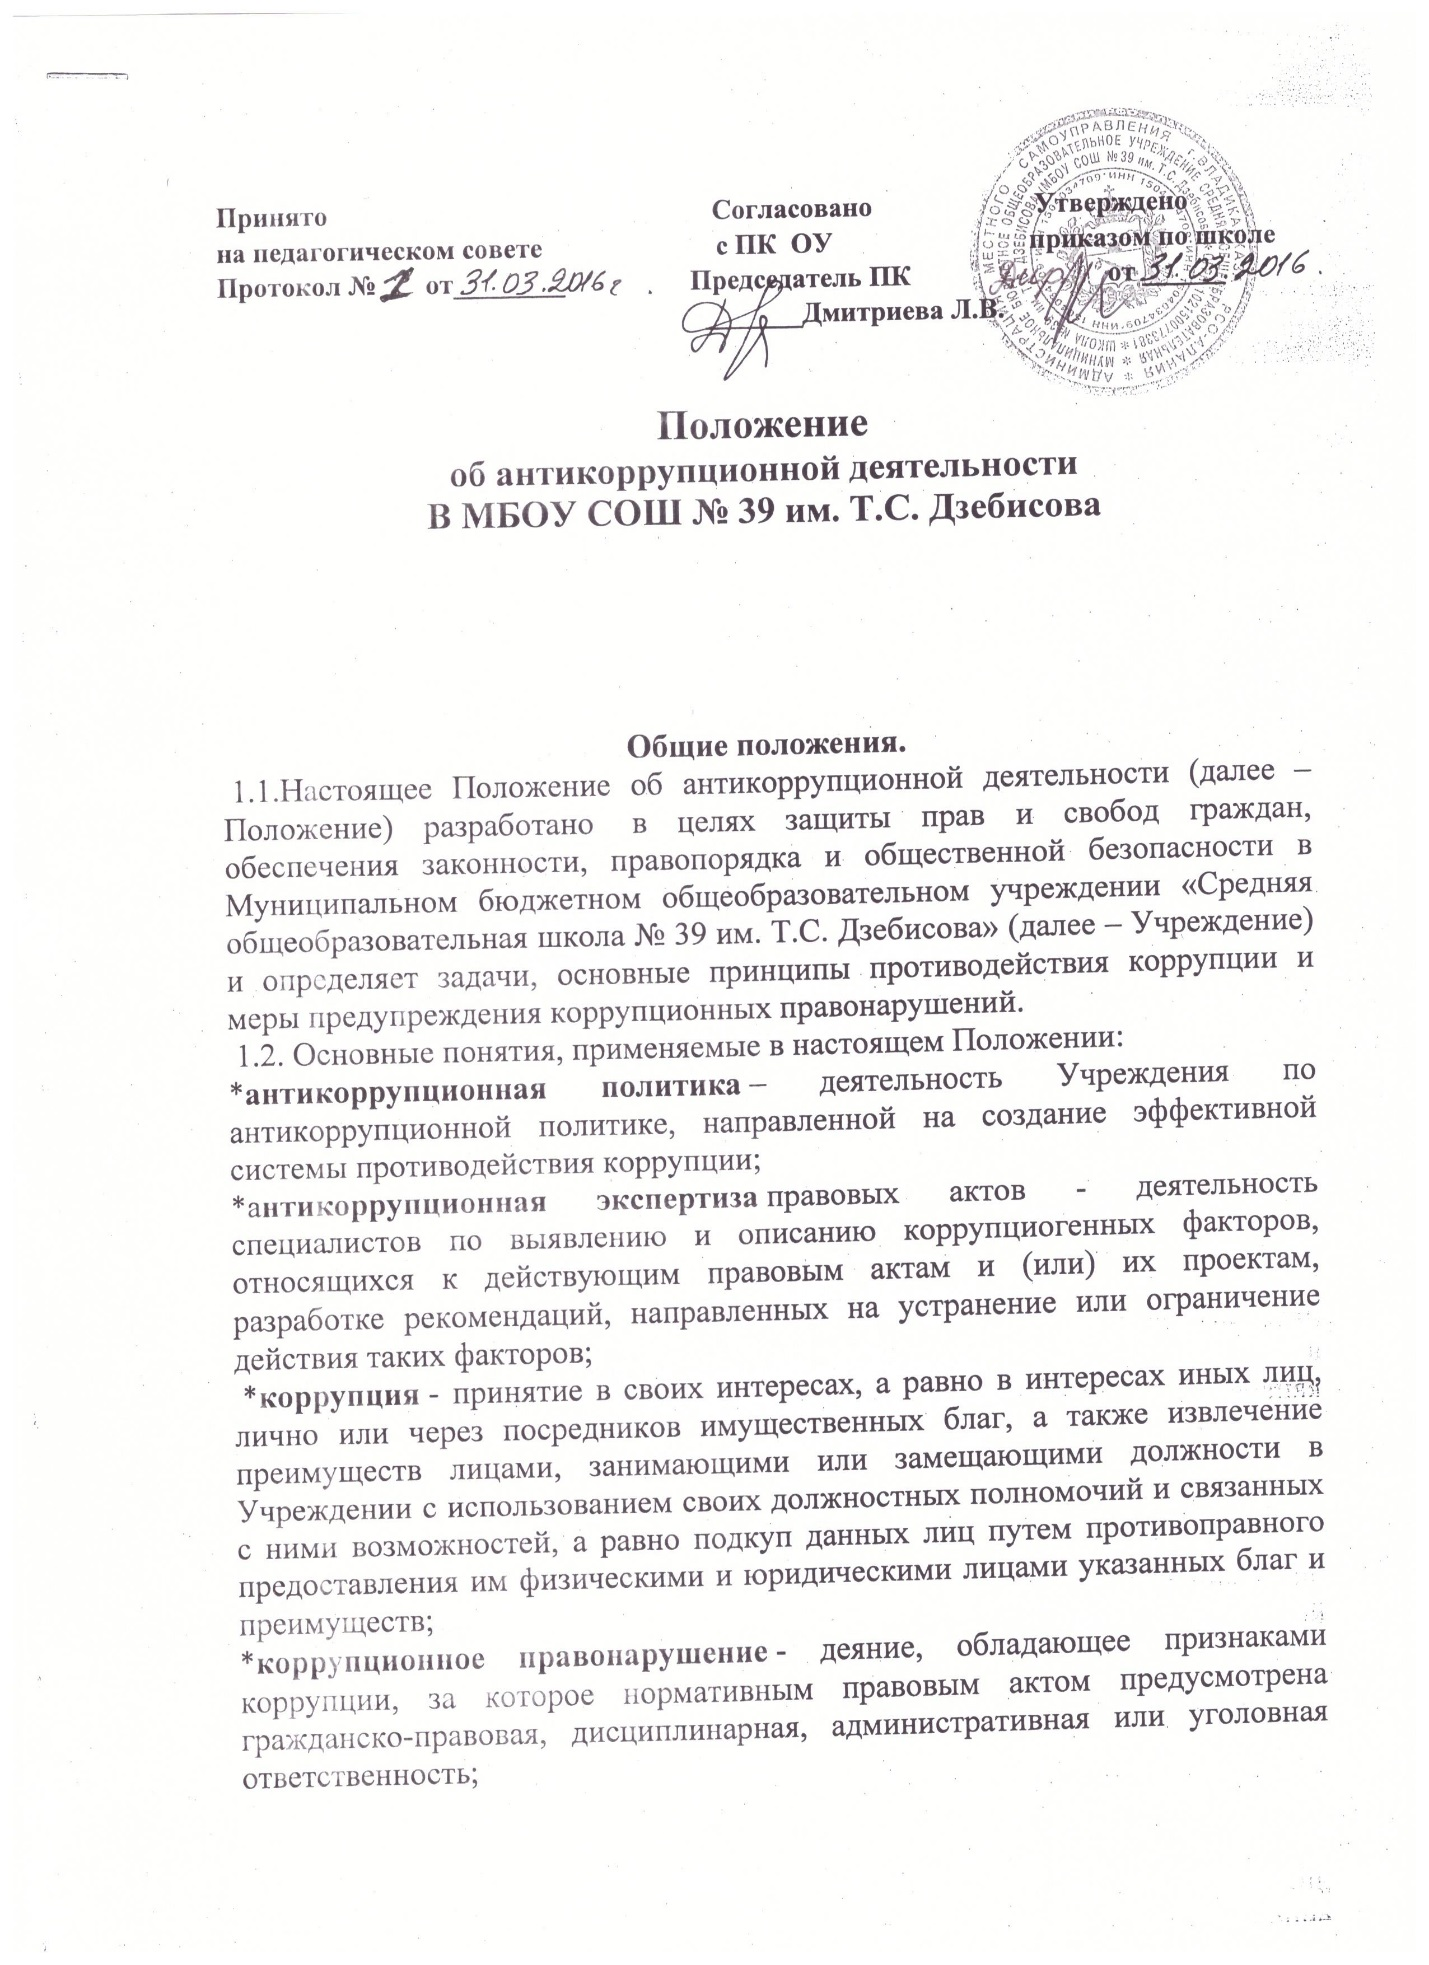 Принято
на педагогическом совете
Протокол № от 31.03.2016г.
Согласовано
с ПК ОУ
Председатель ПК
Дмитриева Л.В.
Утверждено
приказом по школе
от 31.03.2016.
Положение
об антикоррупционной деятельности
В МБОУ СОШ № 39 им. Т.С. Дзебисова
Общие положения.
1.1.Настоящее Положение об антикоррупционной деятельности (далее –
Положение) разработано в целях защиты прав и свобод граждан,
обеспечения законности, правопорядка и общественной безопасности в
Муниципальном бюджетном общеобразовательном учреждении «Средняя
общеобразовательная школа № 39 им. Т.С. Дзебисова» (далее – Учреждение)
и определяет задачи, основные принципы противодействия коррупции и
меры предупреждения коррупционных правонарушений.
1.2. Основные понятия, применяемые в настоящем Положении:
*антикоррупционная политика – деятельность Учреждения по
антикоррупционной политике, направленной на создание эффективной
системы противодействия коррупции;
*антикоррупционная экспертиза правовых актов - деятельность
специалистов по выявлению и описанию коррупциогенных факторов,
относящихся к действующим правовым актам и (или) их проектам,
разработке рекомендаций, направленных на устранение или ограничение
действия таких факторов;
*коррупция - принятие в своих интересах, а равно в интересах иных лиц,
лично или через посредников имущественных благ, а также извлечение
преимуществ лицами, занимающими или замещающими должности в
Учреждении с использованием своих должностных полномочий и связанных
с ними возможностей, а равно подкуп данных лиц путем противоправного
предоставления им физическими и юридическими лицами указанных благ и
преимуществ;
*коррупционное правонарушение - деяние, обладающее признаками
коррупции, за которое нормативным правовым актом предусмотрена
гражданско-правовая, дисциплинарная, административная или уголовная
ответственность;